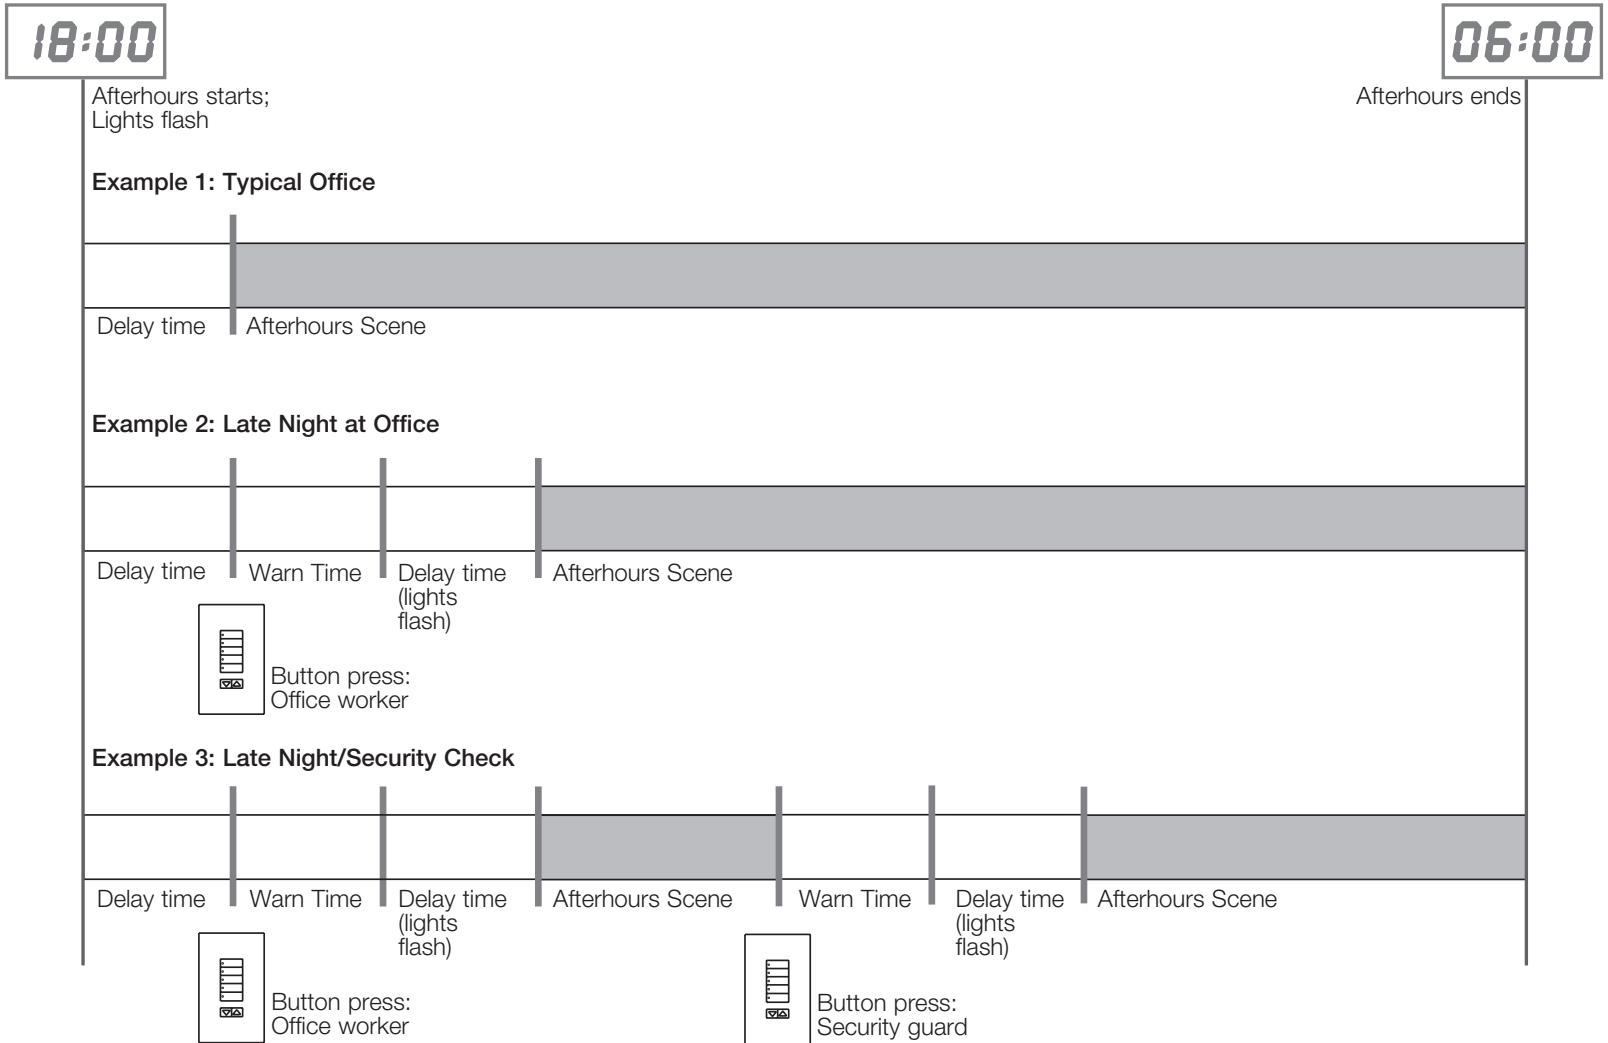 18:00
06:00
Afterhours starts;
Lights flash
Afterhours ends
Example 1: Typical Office
Delay time
Afterhours Scene
Example 2: Late Night at Office
Delay time
Warn Time
Delay time
(lights
flash)
Afterhours Scene
Button press:
Office worker
Example 3: Late Night/Security Check
Delay time
Warn Time
Delay time
(lights
flash)
Afterhours Scene
Warn Time
Delay time
(lights
flash)
Afterhours Scene
Button press:
Office worker
Button press:
Security guard